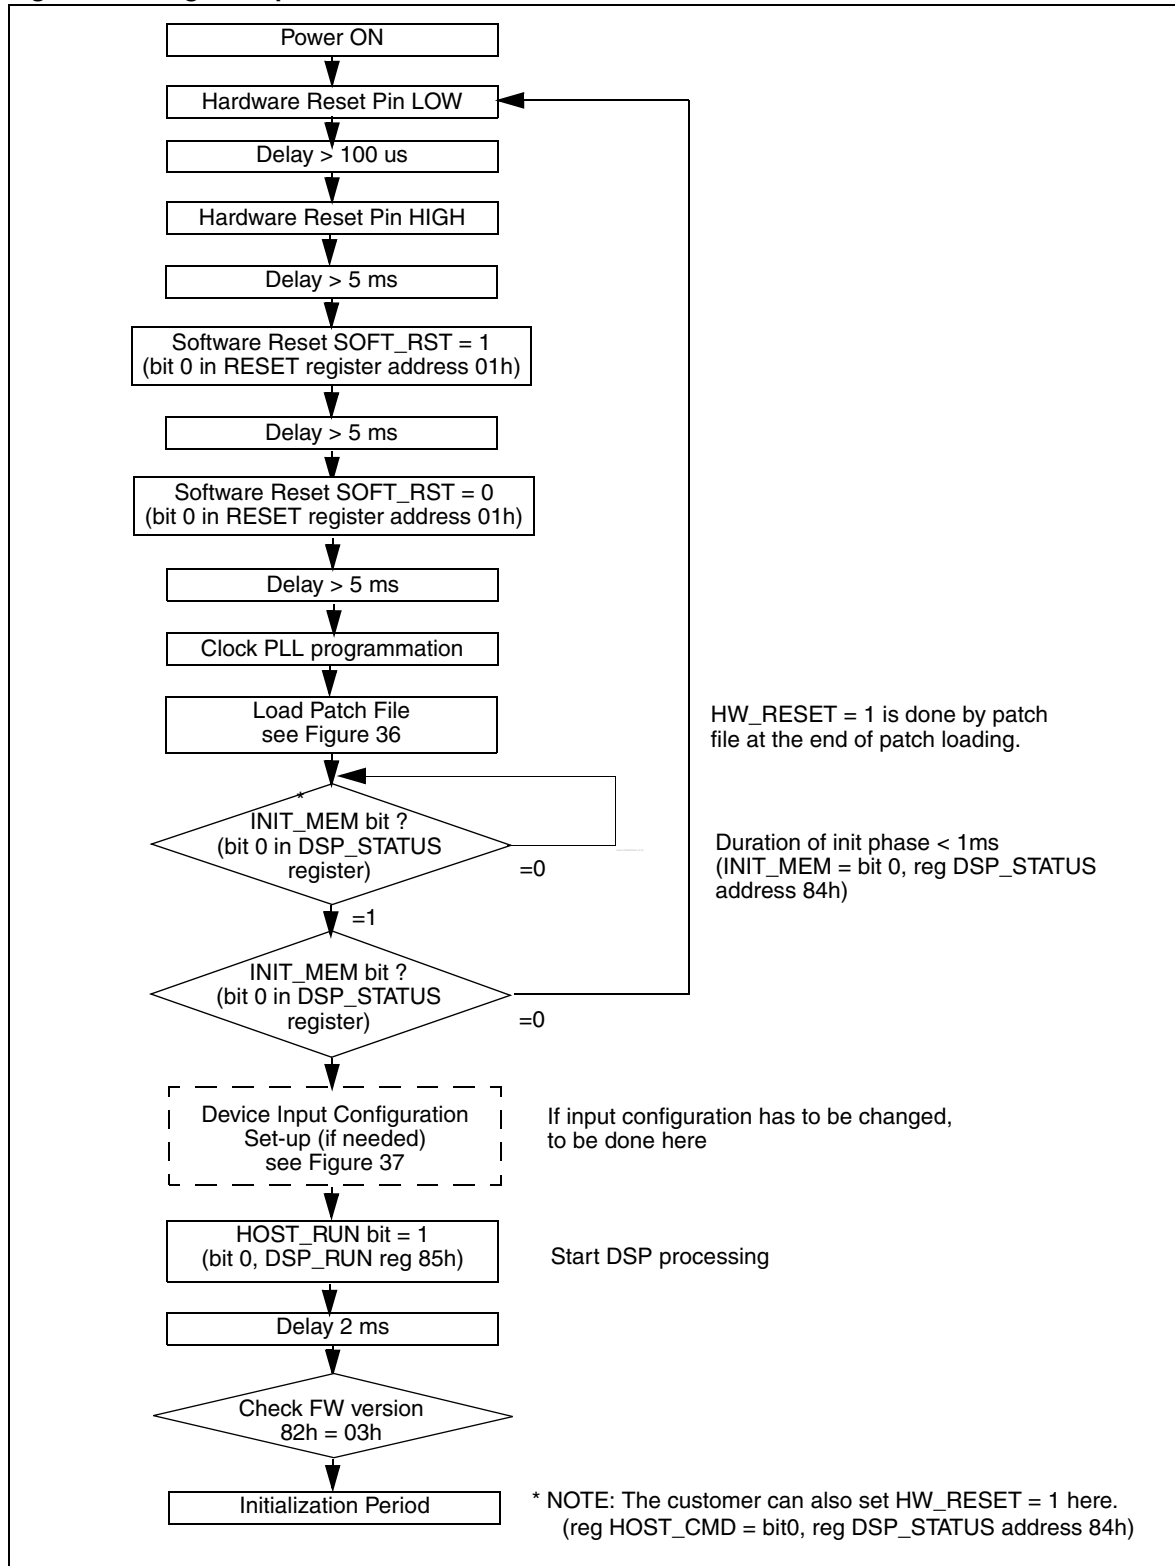 Power ON
Hardware Reset Pin LOW
Delay > 100 us
Hardware Reset Pin HIGH
Delay > 5 ms
Software Reset SOFT_RST = 1
(bit 0 in RESET register address 01h)
Delay > 5 ms
Software Reset SOFT_RST = 0
(bit 0 in RESET register address 01h)
Delay > 5 ms
Clock PLL programmation
Load Patch File
see Figure 36
HW_RESET = 1 is done by patch
file at the end of patch loading.
*
INIT_MEM bit ?
(bit 0 in DSP_STATUS
register)
=0
Duration of init phase < 1ms
(INIT_MEM = bit 0, reg DSP_STATUS
address 84h)
=1
INIT_MEM bit ?
(bit 0 in DSP_STATUS
register)
=0
Device Input Configuration
Set-up (if needed)
see Figure 37
If input configuration has to be changed,
to be done here
HOST_RUN bit = 1
(bit 0, DSP_RUN reg 85h)
Start DSP processing
Delay 2 ms
Check FW version
82h = 03h
Initialization Period
* NOTE: The customer can also set HW_RESET = 1 here.
(reg HOST_CMD = bit0, reg DSP_STATUS address 84h)